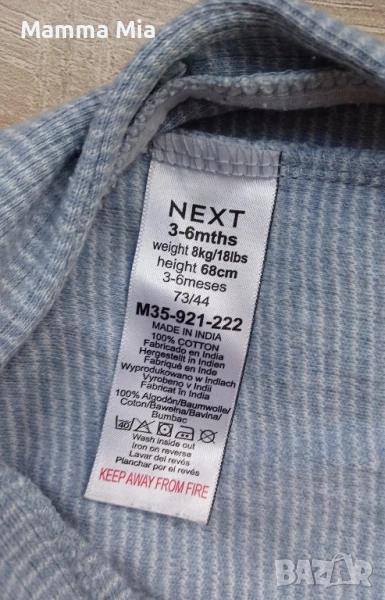 Mamma Mia
NEXT
3-6mths
weight 8kg/18lbs
height 68cm
3-6meses
73/44
M35-921-222
MADE IN INDIA
100% COTTON
Fabricado en India
Hergestellt in Indien
Fabriqué en Inde
Wyprodukowano w Indiach
Vyrobeno v Indii
Fabricat în India
100% Algodón/Baumwolle/
Coton/Bawełna/Bavlna/
Bumbac
40
Wash inside out
Iron on reverse
Lavar del revés
Planchar por el revés
KEEP AWAY FROM FIRE
BAZAR